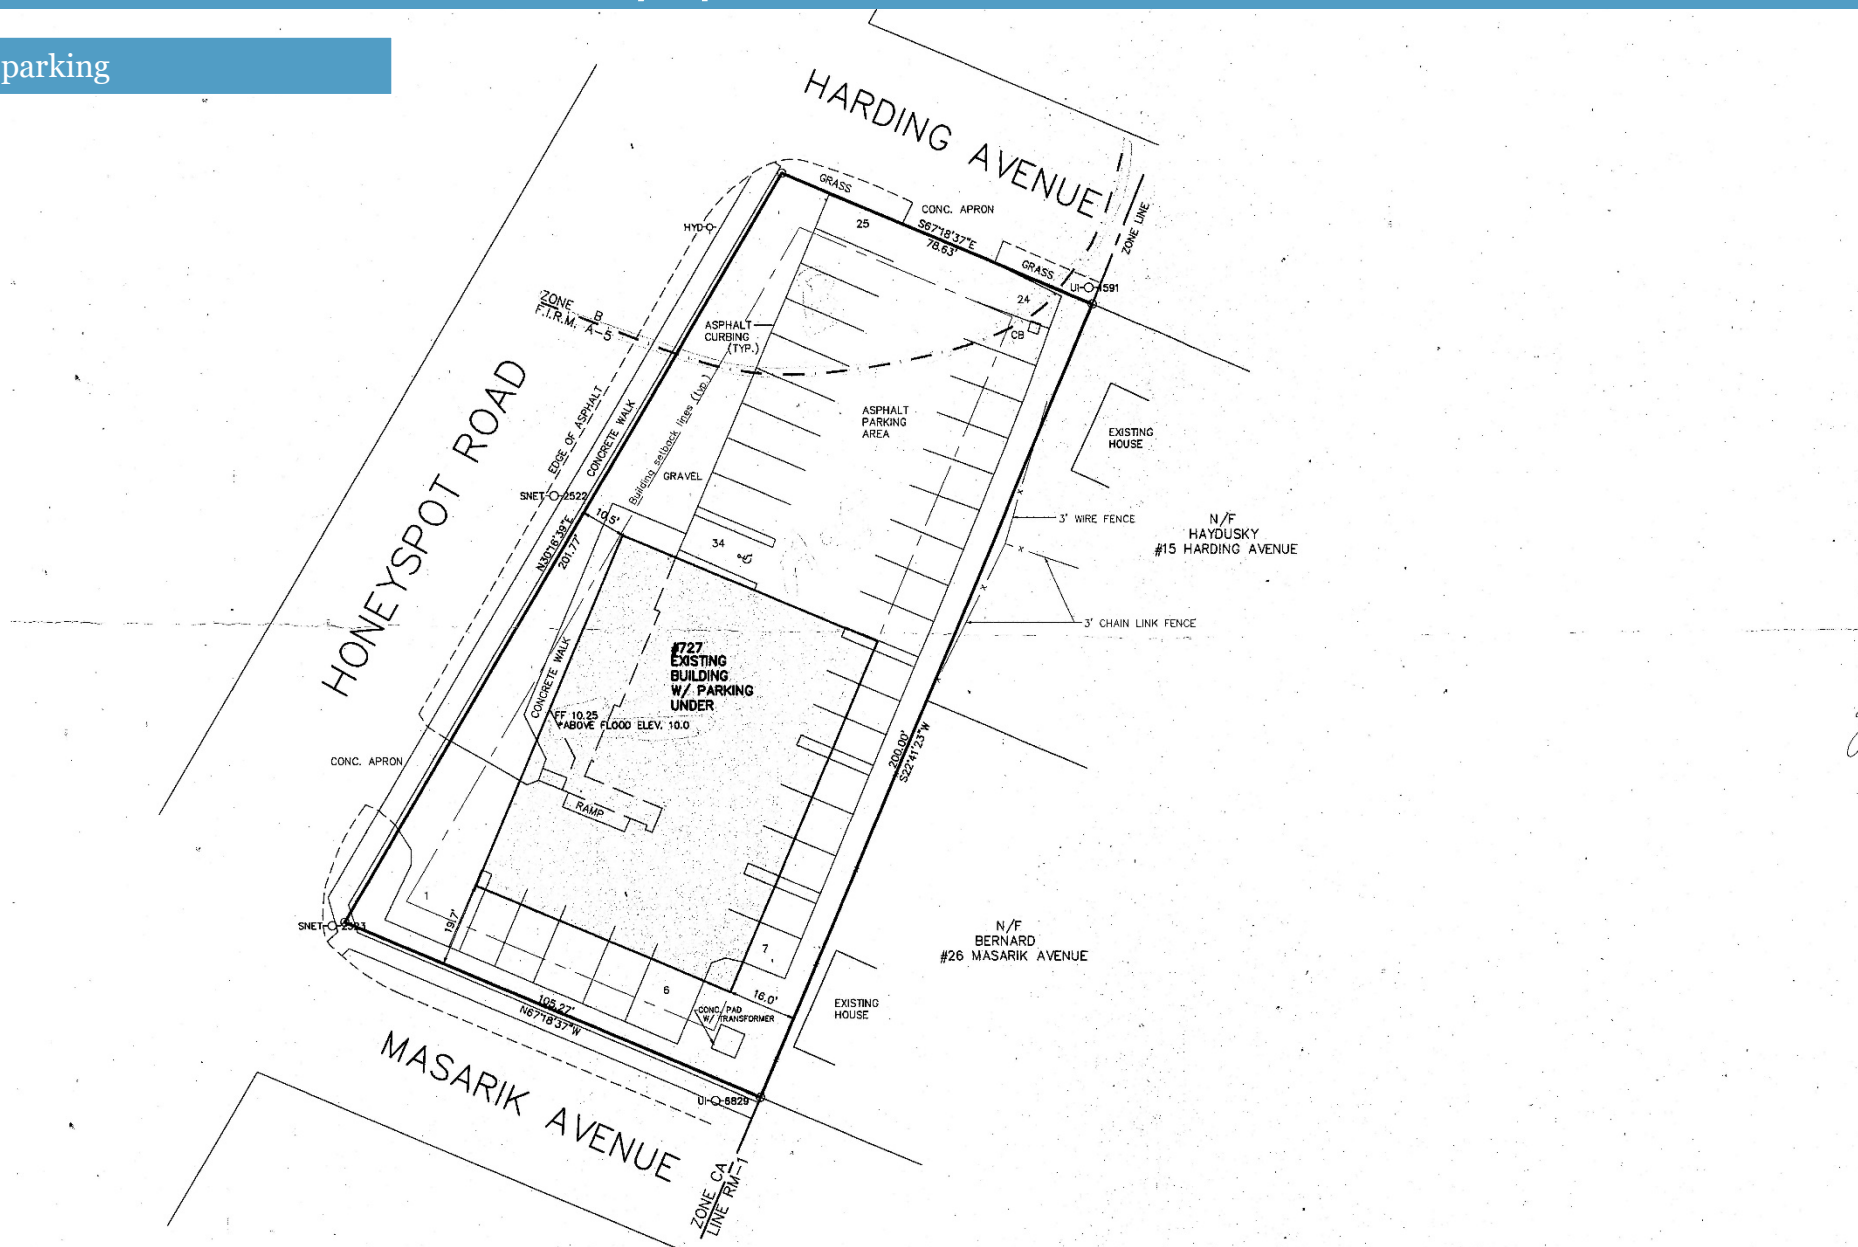 parking
HARDING AVENUE
GRASS
CONC. APRON
25
S67°18'37"E
78.63'
GRASS
ZONE LINE
HYD
UI 4591
24
CB
ZONE B
F.I.R.M. A-5
ASPHALT
CURBING
(TYP.)
HONEYSPOT ROAD
EDGE OF ASPHALT
CONCRETE WALK
Building setback lines (typ.)
ASPHALT
PARKING
AREA
EXISTING
HOUSE
GRAVEL
SNET 2522
10.5'
N30°16'39"E
201.77'
34
3' WIRE FENCE
N/F
HAYDUSKY
#15 HARDING AVENUE
3' CHAIN LINK FENCE
CONCRETE WALK
#727
EXISTING
BUILDING
W/ PARKING
UNDER
FF 10.25
*ABOVE FLOOD ELEV. 10.0
200.00'
S22°41'23"W
CONC. APRON
RAMP
1
19.7'
SNET 2523
7
6
16.0'
N/F
BERNARD
#26 MASARIK AVENUE
105.27'
N67°18'37"W
CONC. PAD
W/ TRANSFORMER
EXISTING
HOUSE
MASARIK AVENUE
UI 6829
ZONE CA
LINE RM-1